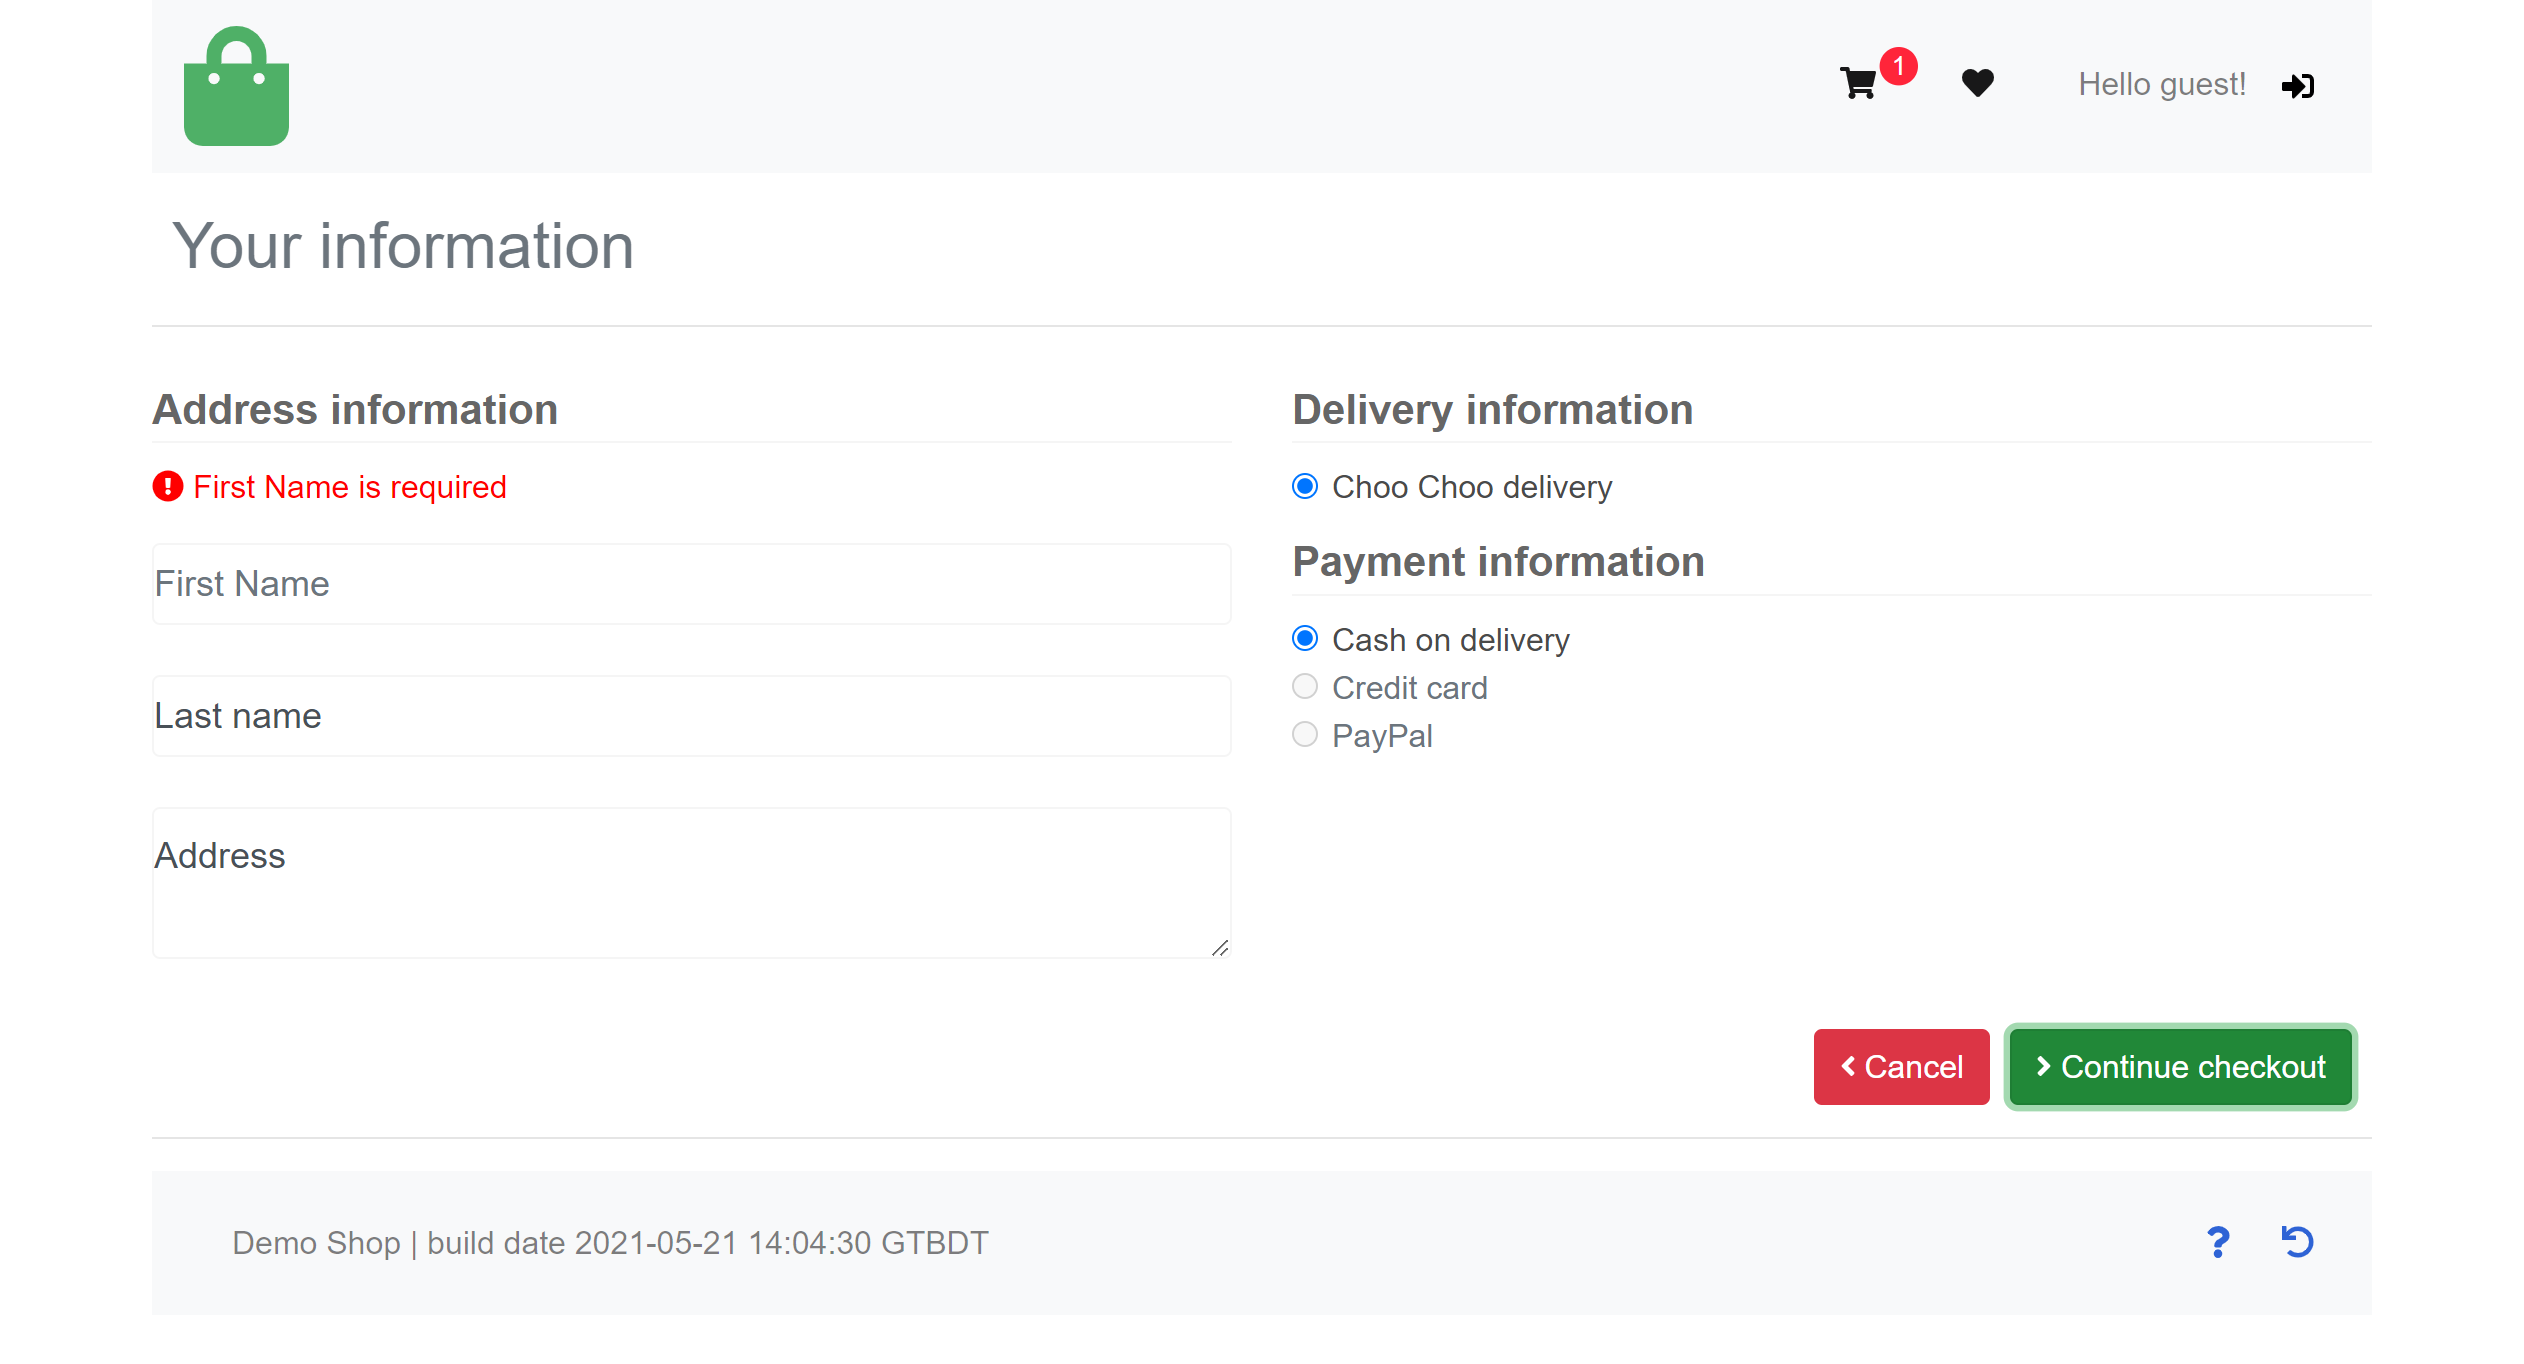 1
Hello guest!
Your information
Address information
First Name is required
First Name
Last name
Address
Delivery information
Choo Choo delivery
Payment information
Cash on delivery
Credit card
PayPal
Cancel
Continue checkout
Demo Shop | build date 2021-05-21 14:04:30 GTBDT